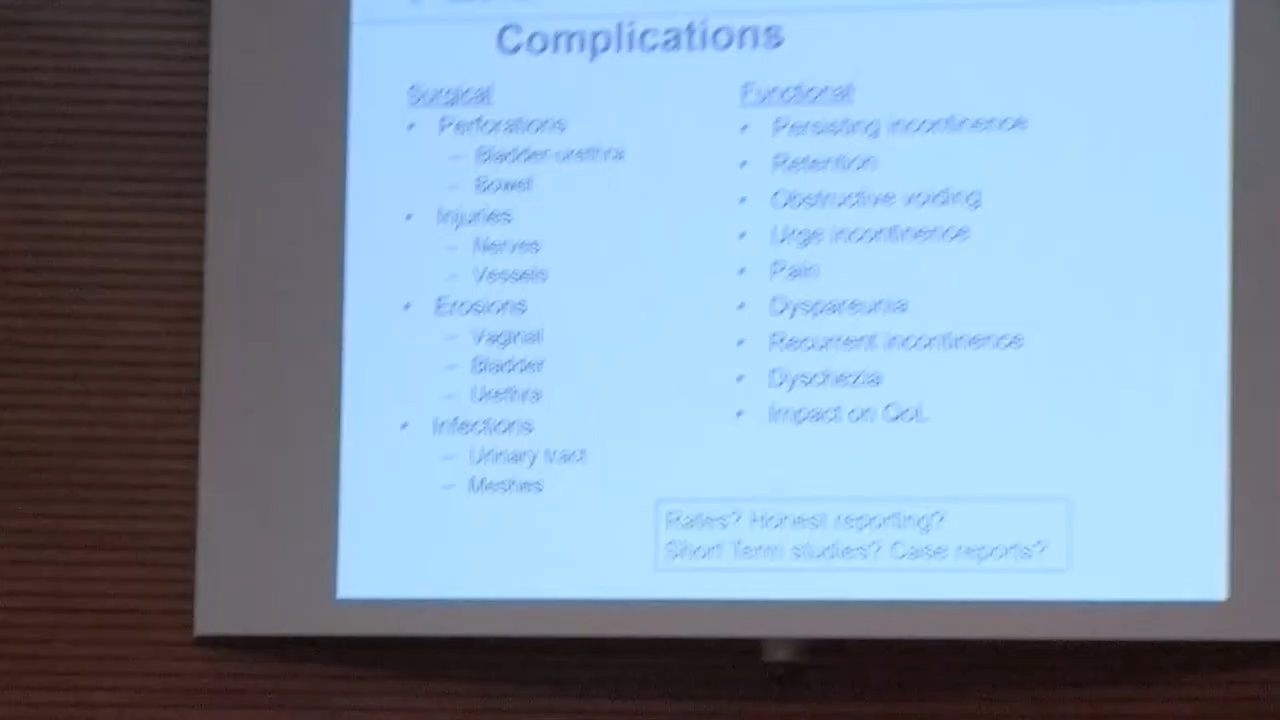 Complications
Surgical
• Perforations
– Bladder-urethra
– Bowel
• Injuries
– Nerves
– Vessels
• Erosions
– Vaginal
– Bladder
– Urethra
• Infections
– Urinary tract
– Meshes
Functional
• Persisting incontinence
• Retention
• Obstructive voiding
• Urge incontinence
• Pain
• Dyspareunia
• Recurrent incontinence
• Dyschezia
• Impact on QoL
Rates? Honest reporting?
Short Term studies? Case reports?